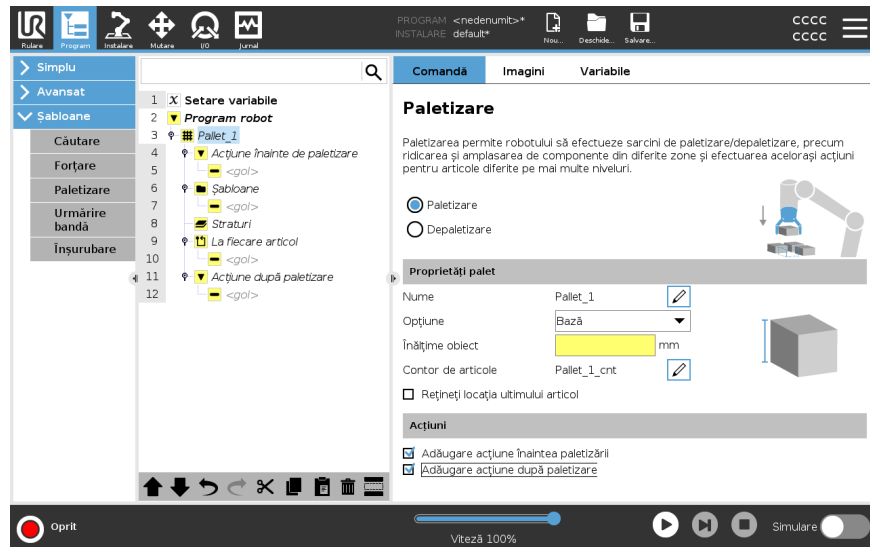 UR
Rulare
Program
Instalare
Mutare
I/O
Jurnal
PROGRAM <nedenumit>*
INSTALARE default*
Nou...
Deschide...
Salvare...
CCCC
CCCC
Simplu
Avansat
Șabloane
Căutare
Forțare
Paletizare
Urmărire
bandă
Înșurubare
1 X Setare variabile
2 Program robot
3 Pallet_1
4 Acțiune înainte de paletizare
5 <gol>
6 Șabloane
7 <gol>
8 Straturi
9 La fiecare articol
10 <gol>
11 Acțiune după paletizare
12 <gol>
Comandă Imagini Variabile
Paletizare
Paletizarea permite robotului să efectueze sarcini de paletizare/depaletizare, precum
ridicarea și amplasarea de componente din diferite zone și efectuarea acelorași acțiuni
pentru articole diferite pe mai multe niveluri.
Paletizare
Depaletizare
Proprietăți palet
Nume Pallet_1
Opțiune Bază
Înălțime obiect mm
Contor de articole Pallet_1_cnt
Rețineți locația ultimului articol
Acțiuni
Adăugare acțiune înaintea paletizării
Adăugare acțiune după paletizare
Oprit
Viteză 100%
Simulare